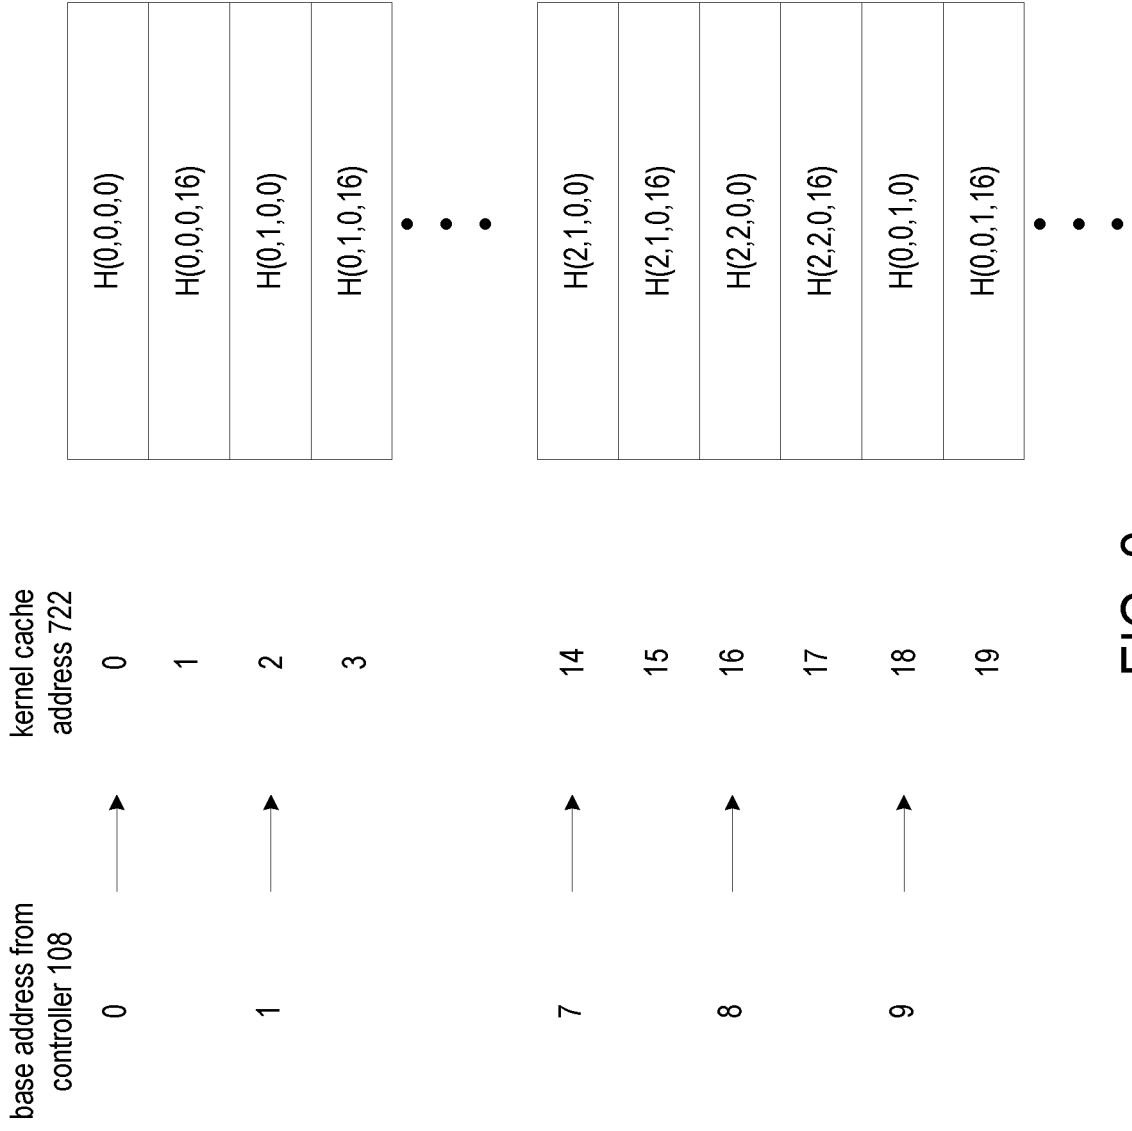 base address from
controller 108
kernel cache
address 722
0
0
H(0,0,0,0)
1
H(0,0,0,16)
1
2
H(0,1,0,0)
3
H(0,1,0,16)
7
14
H(2,1,0,0)
15
H(2,1,0,16)
8
16
H(2,2,0,0)
17
H(2,2,0,16)
9
18
H(0,0,1,0)
19
H(0,0,1,16)